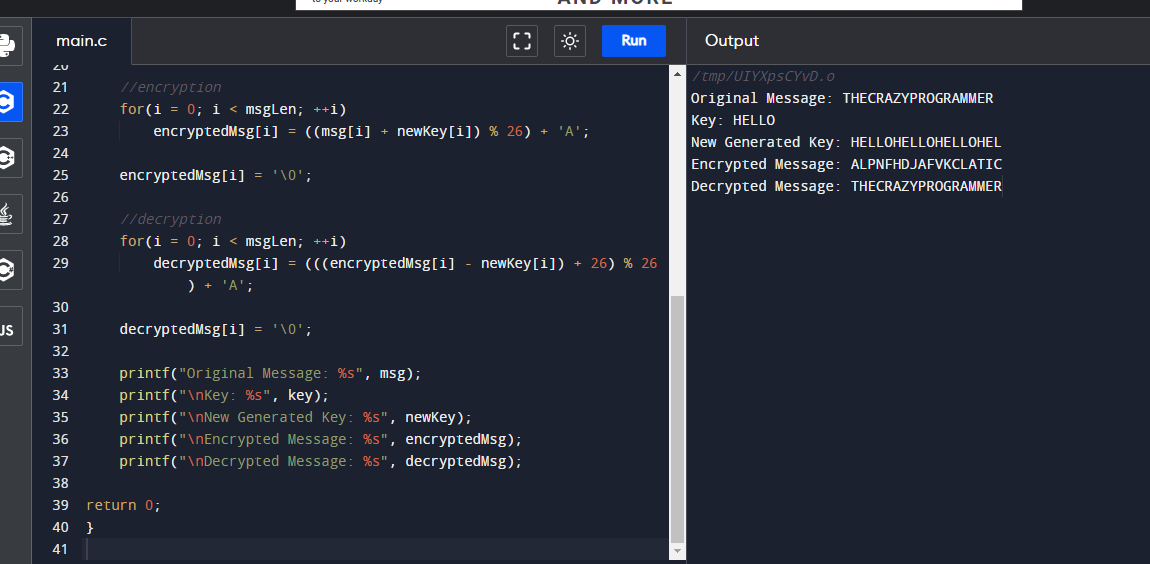 to your workday
AND MORE
main.c
Run
Output
20
21 //encryption
22 for(i = 0; i < msgLen; ++i)
23 encryptedMsg[i] = ((msg[i] + newKey[i]) % 26) + 'A';
24
25 encryptedMsg[i] = '\0';
26
27 //decryption
28 for(i = 0; i < msgLen; ++i)
29 decryptedMsg[i] = (((encryptedMsg[i] - newKey[i]) + 26) % 26
) + 'A';
30
31 decryptedMsg[i] = '\0';
32
33 printf("Original Message: %s", msg);
34 printf("\nKey: %s", key);
35 printf("\nNew Generated Key: %s", newKey);
36 printf("\nEncrypted Message: %s", encryptedMsg);
37 printf("\nDecrypted Message: %s", decryptedMsg);
38
39 return 0;
40 }
41
JS
/tmp/UIYXpsCYvD.o
Original Message: THECRAZYPROGRAMMER
Key: HELLO
New Generated Key: HELLOHELLOHELLOHEL
Encrypted Message: ALPNFHDJAFVKCLATIC
Decrypted Message: THECRAZYPROGRAMMER